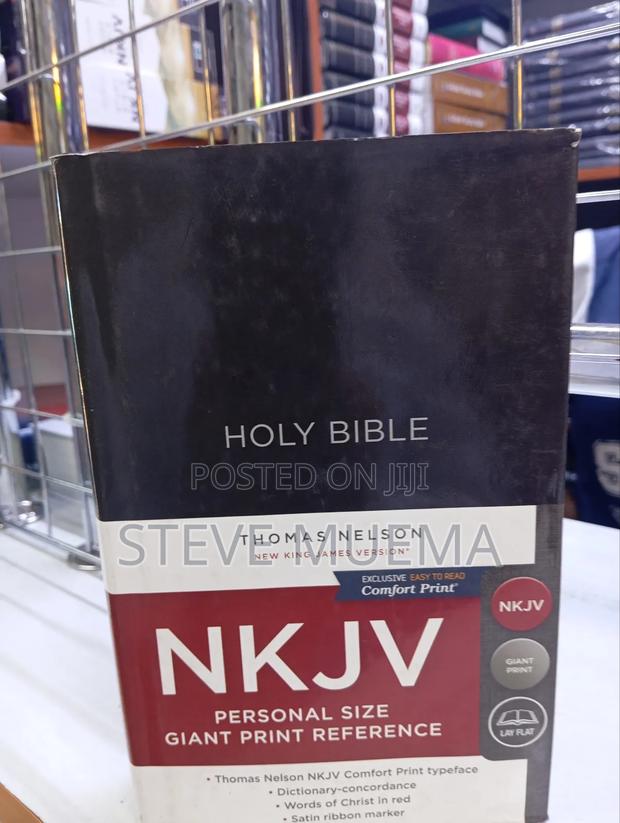 HOLY BIBLE
POSTED ON JIJI
THOMAS NELSON
STEVE MUEMA
NEW KING JAMES VERSION®
EXCLUSIVE EASY TO READ
Comfort Print®
NKJV
NKJV
PERSONAL SIZE
GIANT PRINT REFERENCE
GIANT
PRINT
LAY FLAT
• Thomas Nelson NKJV Comfort Print typeface
• Dictionary-concordance
• Words of Christ in red
• Satin ribbon marker